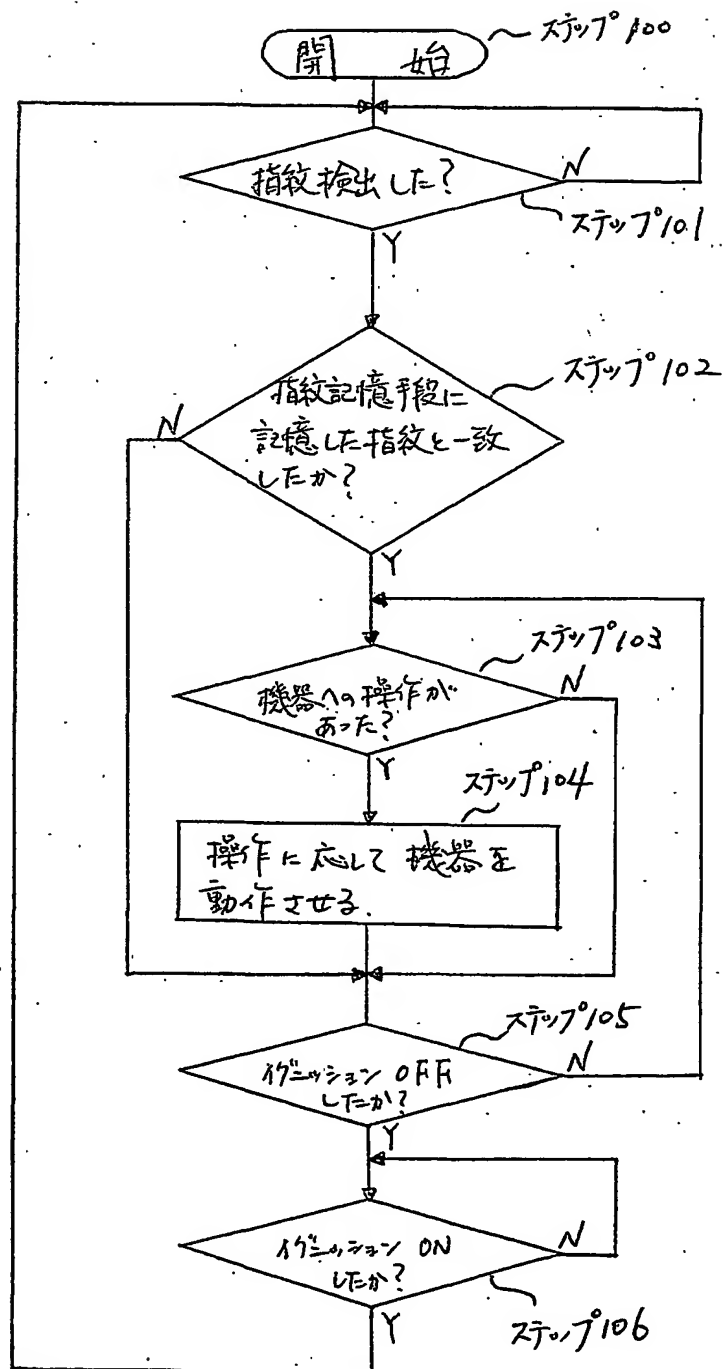 開 始
ステップ100
指紋検出した?
N
ステップ101
Y
ステップ102
指紋記憶手段に
記憶した指紋と一致
したか?
N
Y
ステップ103
機器への操作が
あった?
N
Y
ステップ104
操作に応じて機器を
動作させる.
ステップ105
イグニッション OFF
したか?
N
Y
イグニッション ON
したか?
N
ステップ106
Y